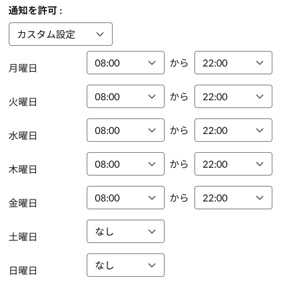 通知を許可 :
カスタム設定
月曜日 08:00 から 22:00
火曜日 08:00 から 22:00
水曜日 08:00 から 22:00
木曜日 08:00 から 22:00
金曜日 08:00 から 22:00
土曜日 なし
日曜日 なし